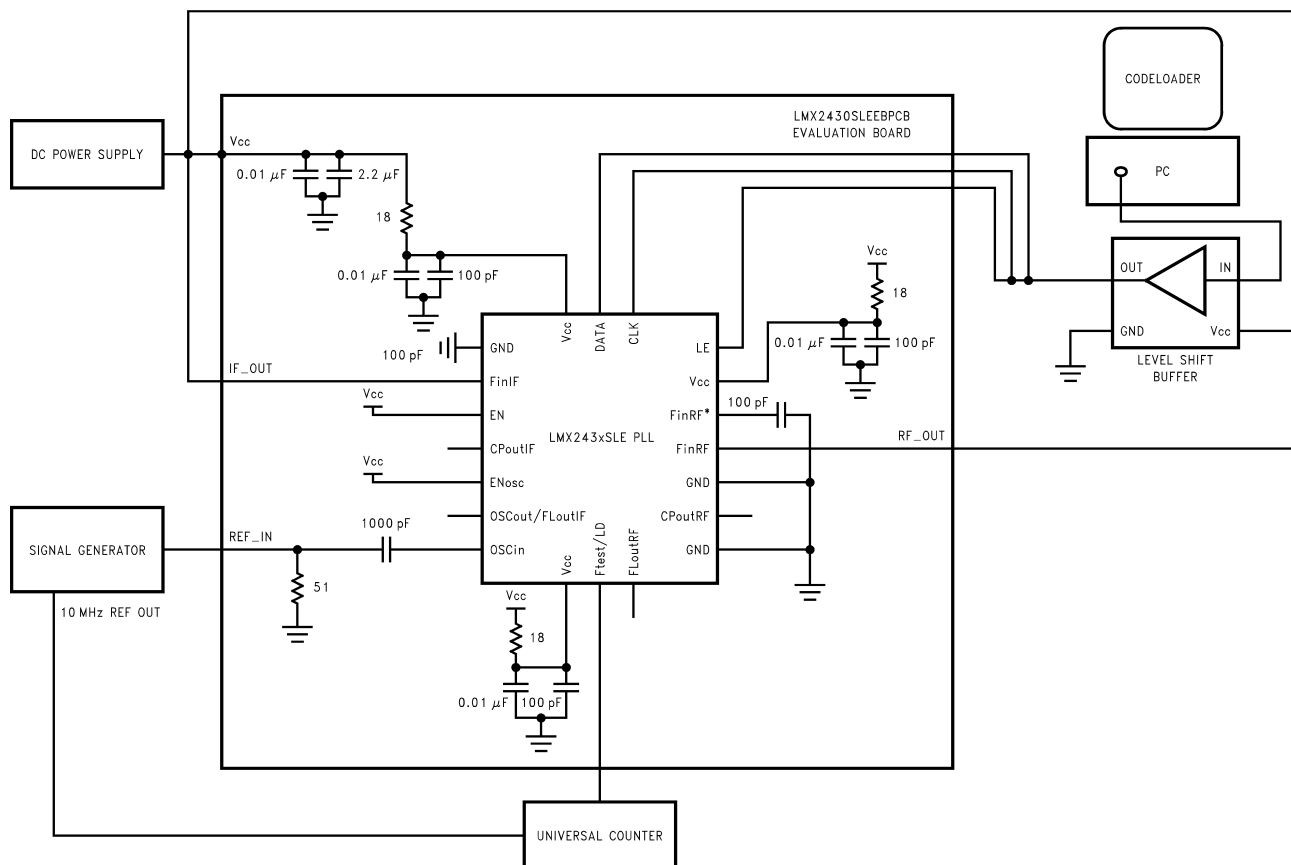 CODELOADER
LMX2430SLEEBPCB
EVALUATION BOARD
DC POWER SUPPLY
Vcc
0.01 μF
2.2 μF
PC
18
0.01 μF
100 pF
Vcc
18
0.01 μF
100 pF
OUT
IN
GND
Vcc
LEVEL SHIFT
BUFFER
Vcc
DATA
CLK
100 pF
GND
LE
IF_OUT
FinIF
Vcc
Vcc
EN
100 pF
FinRF*
CPoutIF
LMX243xSLE PLL
FinRF
RF_OUT
Vcc
ENosc
GND
OSCout/FLoutIF
CPoutRF
SIGNAL GENERATOR
REF_IN
1000 pF
OSCin
Vcc
Ftest/LD
FLoutRF
GND
51
10 MHz REF OUT
Vcc
18
0.01 μF
100 pF
UNIVERSAL COUNTER